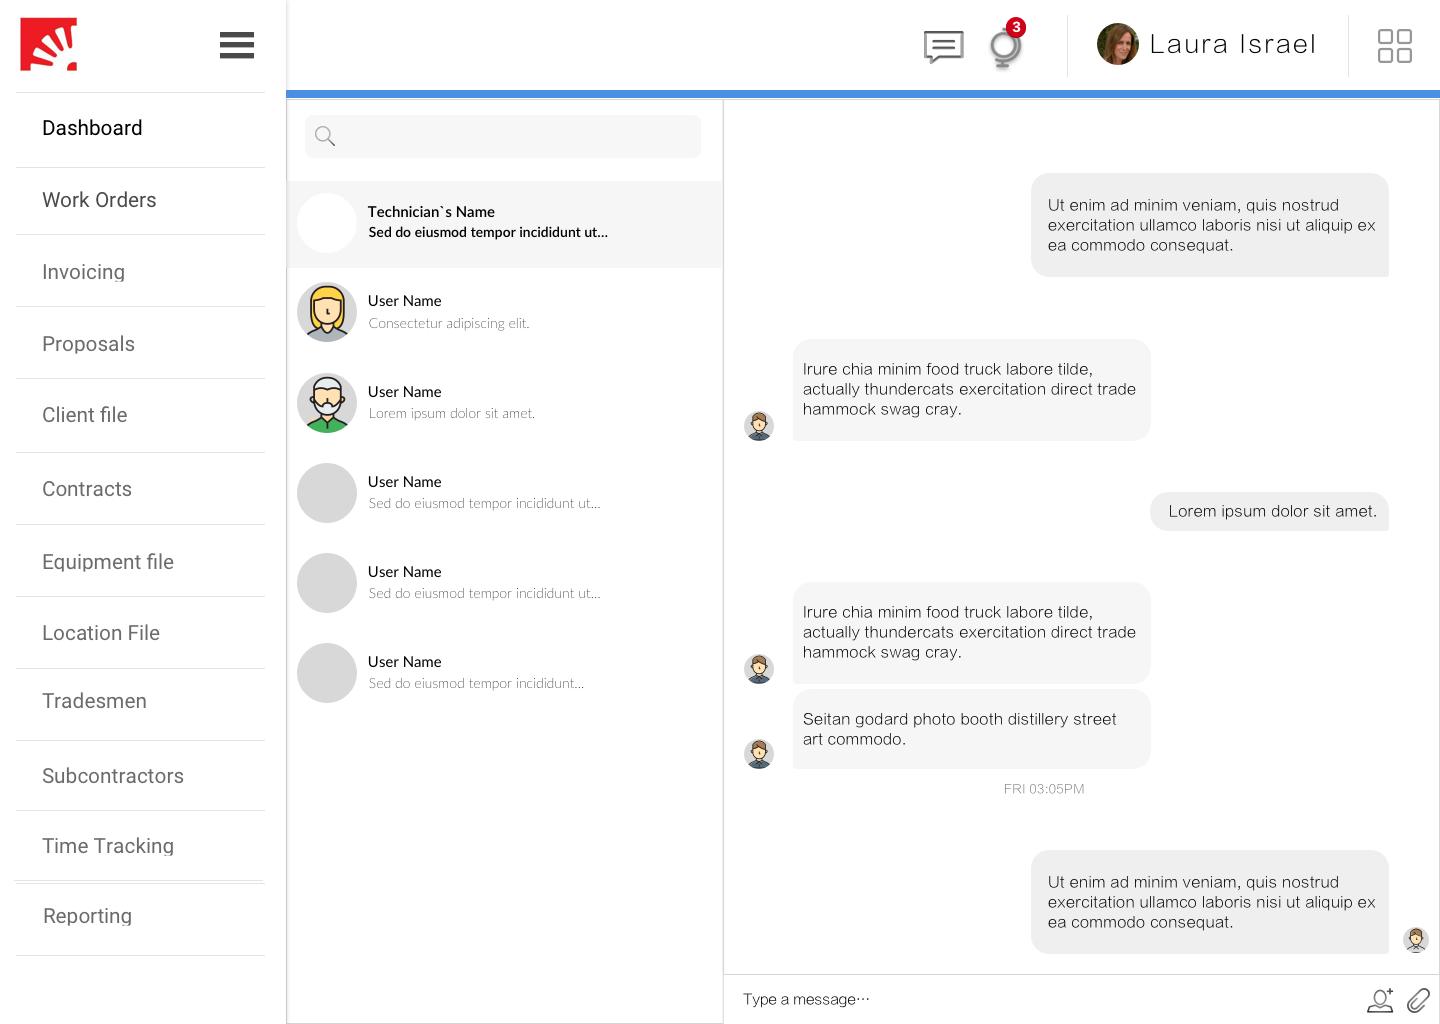 3
Laura Israel
Dashboard
Work Orders
Invoicing
Proposals
Client file
Contracts
Equipment file
Location File
Tradesmen
Subcontractors
Time Tracking
Reporting
Technician`s Name
Sed do eiusmod tempor incididunt ut...
User Name
Consectetur adipiscing elit.
User Name
Lorem ipsum dolor sit amet.
User Name
Sed do eiusmod tempor incididunt ut...
User Name
Sed do eiusmod tempor incididunt ut...
User Name
Sed do eiusmod tempor incididunt...
Ut enim ad minim veniam, quis nostrud
exercitation ullamco laboris nisi ut aliquip ex
ea commodo consequat.
Irure chia minim food truck labore tilde,
actually thundercats exercitation direct trade
hammock swag cray.
Lorem ipsum dolor sit amet.
Irure chia minim food truck labore tilde,
actually thundercats exercitation direct trade
hammock swag cray.
Seitan godard photo booth distillery street
art commodo.
FRI 03:05PM
Ut enim ad minim veniam, quis nostrud
exercitation ullamco laboris nisi ut aliquip ex
ea commodo consequat.
Type a message···